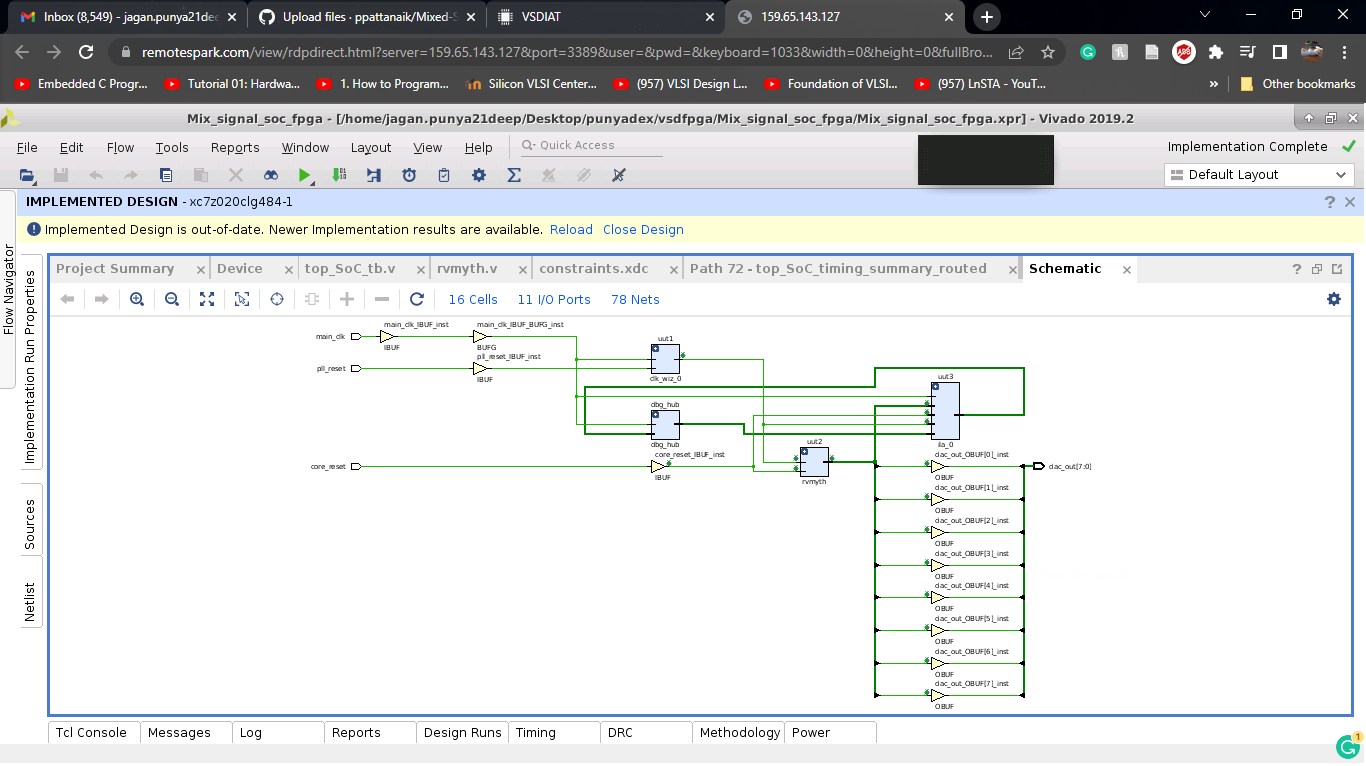 Inbox (8,549) - jagan.punya21dee
Upload files · ppattanaik/Mixed-S
VSDIAT
159.65.143.127
remotespark.com/view/rdpdirect.html?server=159.65.143.127&port=3389&user=&pwd=&keyboard=1033&width=0&height=0&fullBro...
Embedded C Progr...
Tutorial 01: Hardwa...
1. How to Program...
Silicon VLSI Center...
(957) VLSI Design L...
Foundation of VLSI...
(957) LnSTA - YouT...
»
Other bookmarks
Mix_signal_soc_fpga - [/home/jagan.punya21deep/Desktop/punyadex/vsdfpga/Mix_signal_soc_fpga/Mix_signal_soc_fpga.xpr] - Vivado 2019.2
File Edit Flow Tools Reports Window Layout View Help
Quick Access
Implementation Complete
Default Layout
IMPLEMENTED DESIGN - xc7z020clg484-1
Implemented Design is out-of-date. Newer Implementation results are available. Reload Close Design
Flow Navigator
Implementation Run Properties
Sources
Netlist
Project Summary
Device
top_SoC_tb.v
rvmyth.v
constraints.xdc
Path 72 - top_SoC_timing_summary_routed
Schematic
16 Cells 11 I/O Ports 78 Nets
main_clk
main_clk_IBUF_inst
IBUF
main_clk_IBUF_BUFG_inst
BUFG
pll_reset
pll_reset_IBUF_inst
IBUF
uut1
clk_wiz_0
dbg_hub
dbg_hub
core_reset
core_reset_IBUF_inst
IBUF
uut2
rvmyth
uut3
ila_0
dac_out_OBUF[0]_inst
OBUF
dac_out[7:0]
dac_out_OBUF[1]_inst
OBUF
dac_out_OBUF[2]_inst
OBUF
dac_out_OBUF[3]_inst
OBUF
dac_out_OBUF[4]_inst
OBUF
dac_out_OBUF[5]_inst
OBUF
dac_out_OBUF[6]_inst
OBUF
dac_out_OBUF[7]_inst
OBUF
Tcl Console
Messages
Log
Reports
Design Runs
Timing
DRC
Methodology
Power
1